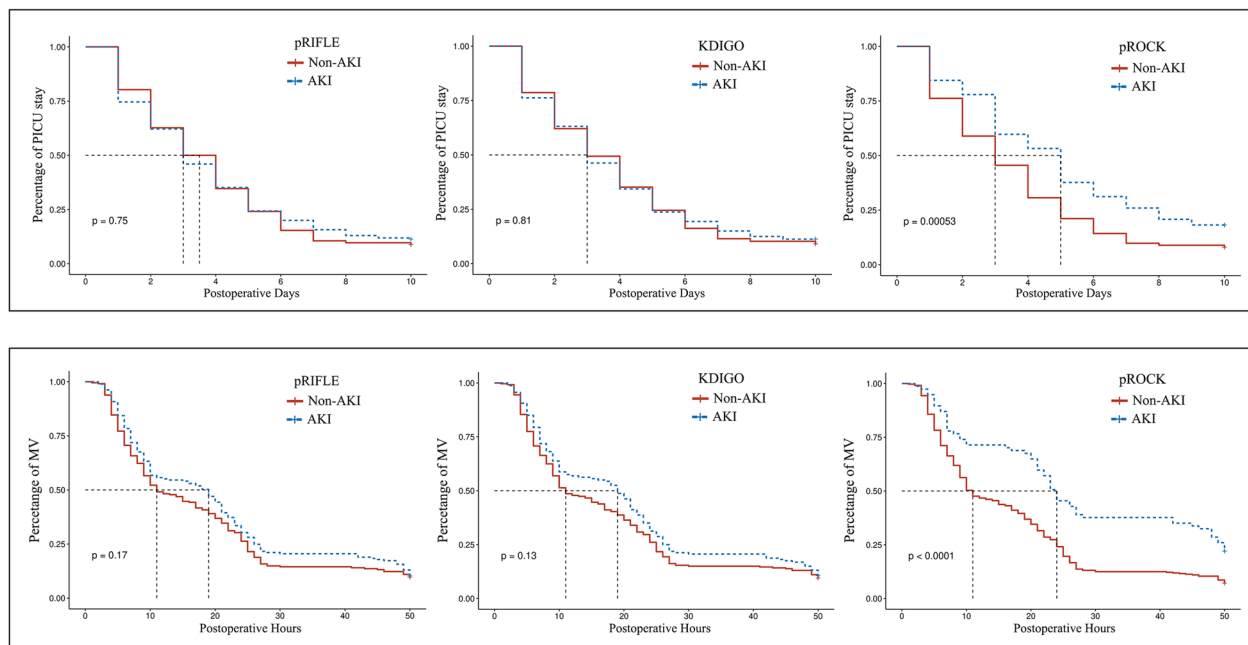 pRIFLE
Non-AKI
AKI
Percentage of PICU stay
1.00
0.75
0.50
0.25
0.00
p = 0.75
0 2 4 6 8 10
Postoperative Days
KDIGO
Non-AKI
AKI
Percentage of PICU stay
1.00
0.75
0.50
0.25
0.00
p = 0.81
0 2 4 6 8 10
Postoperative Days
pROCK
Non-AKI
AKI
Percentage of PICU stay
1.00
0.75
0.50
0.25
0.00
p = 0.00053
0 2 4 6 8 10
Postoperative Days
pRIFLE
Non-AKI
AKI
Percetange of MV
1.00
0.75
0.50
0.25
0.00
p = 0.17
0 10 20 30 40 50
Postoperative Hours
KDIGO
Non-AKI
AKI
Percetange of MV
1.00
0.75
0.50
0.25
0.00
p = 0.13
0 10 20 30 40 50
Postoperative Hours
pROCK
Non-AKI
AKI
Percetange of MV
1.00
0.75
0.50
0.25
0.00
p < 0.0001
0 10 20 30 40 50
Postoperative Hours